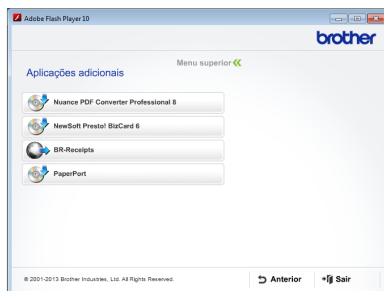 Adobe Flash Player 10
brother
Menu superior
Aplicações adicionais
Nuance PDF Converter Professional 8
NewSoft Presto! BizCard 6
BR-Receipts
PaperPort
© 2001-2013 Brother Industries, Ltd. All Rights Reserved.
Anterior
Sair